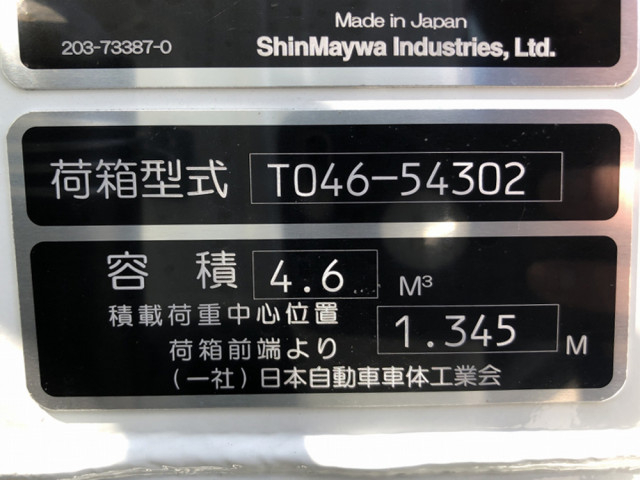 Made in Japan
203-73387-0 ShinMaywa Industries, Ltd.
荷箱型式 T046-54302
容積 4.6 M³
積載荷重中心位置
荷箱前端より 1.345 M
(一社)日本自動車車体工業会